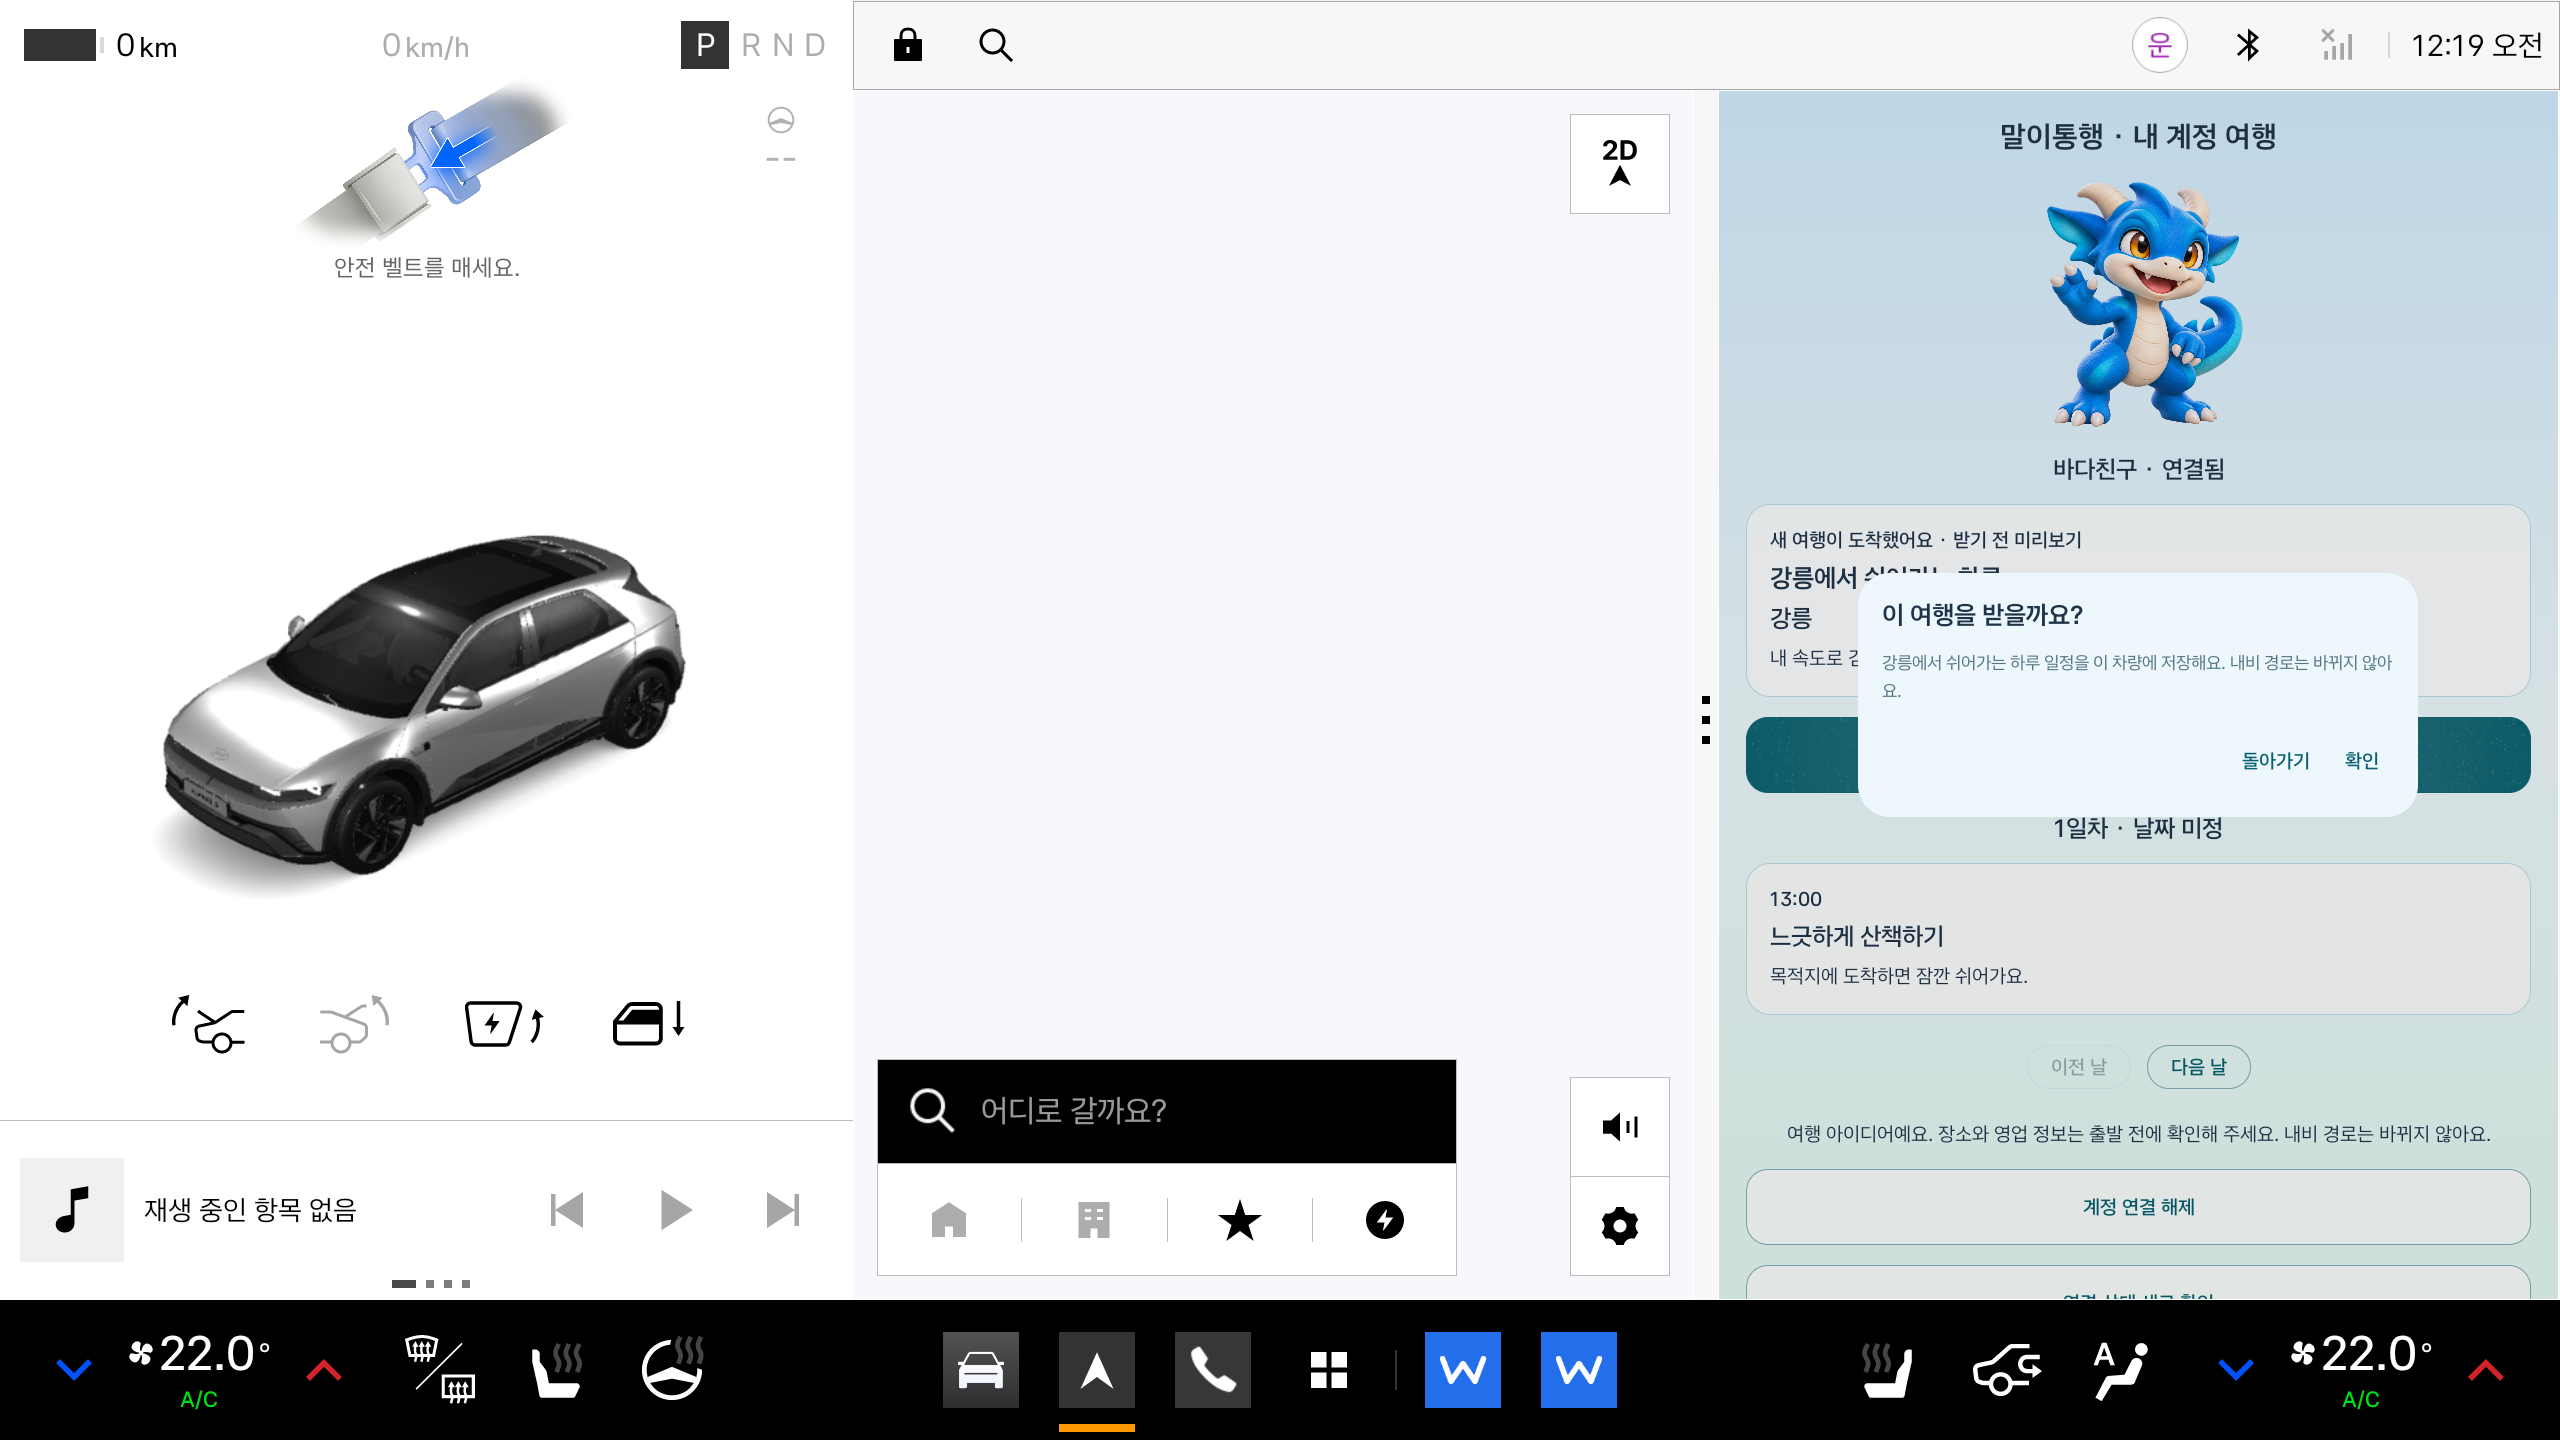 0 km
0 km/h
P R N D
운
12:19 오전
안전 벨트를 매세요.
2D
말이통행 · 내 계정 여행
바다친구 · 연결됨
새 여행이 도착했어요 · 받기 전 미리보기
강릉에서
강릉
내 속도로
이 여행을 받을까요?
강릉에서 쉬어가는 하루 일정을 이 차량에 저장해요. 내비 경로는 바뀌지 않아
요.
돌아가기
확인
1일차 · 날짜 미정
13:00
느긋하게 산책하기
목적지에 도착하면 잠깐 쉬어가요.
이전 날
다음 날
여행 아이디어예요. 장소와 영업 정보는 출발 전에 확인해 주세요. 내비 경로는 바뀌지 않아요.
계정 연결 해제
어디로 갈까요?
재생 중인 항목 없음
22.0°
A/C
A
22.0°
A/C